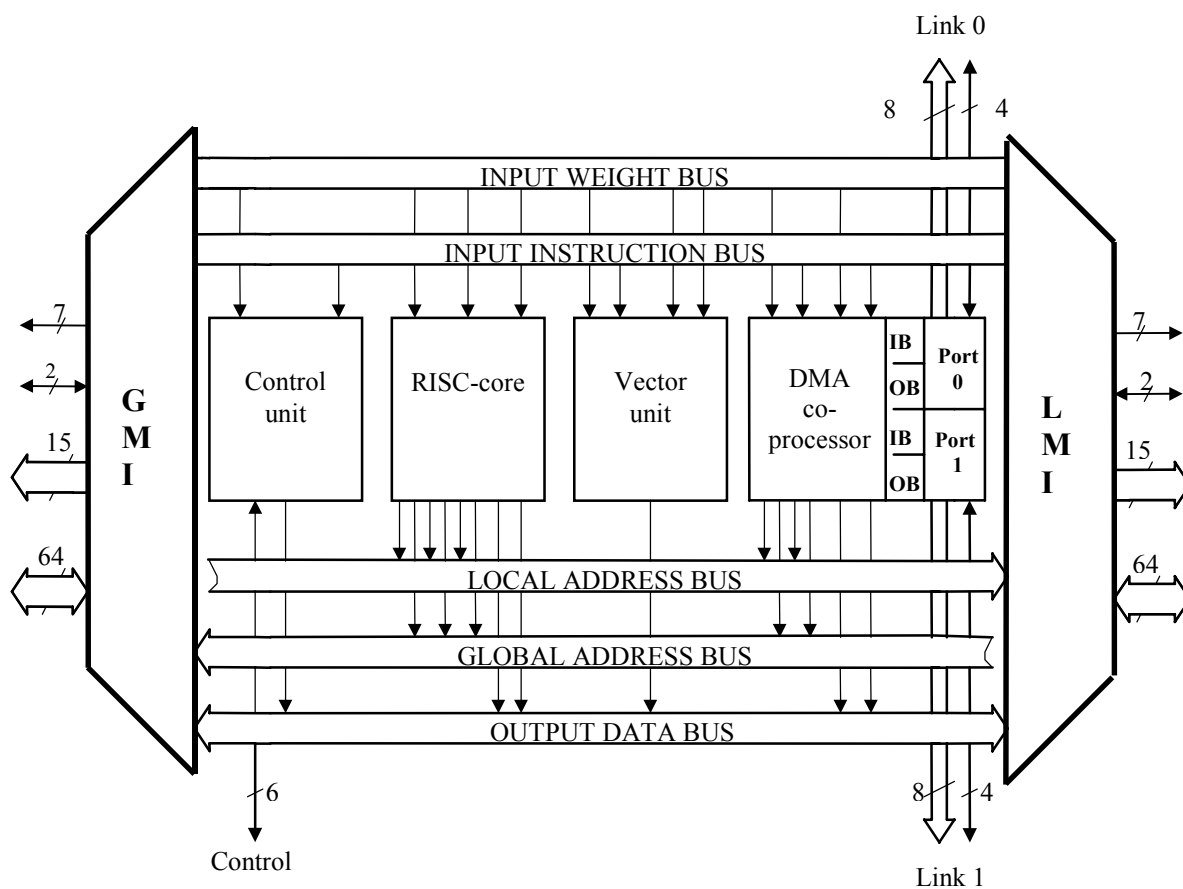 Link 0
8
4
INPUT WEIGHT BUS
INPUT INSTRUCTION BUS
7
2
15
64
G
M
I
Control
unit
RISC-core
Vector
unit
DMA
co-
processor
IB
OB
IB
OB
Port
0
Port
1
L
M
I
7
2
15
64
LOCAL ADDRESS BUS
GLOBAL ADDRESS BUS
OUTPUT DATA BUS
6
8
4
Control
Link 1